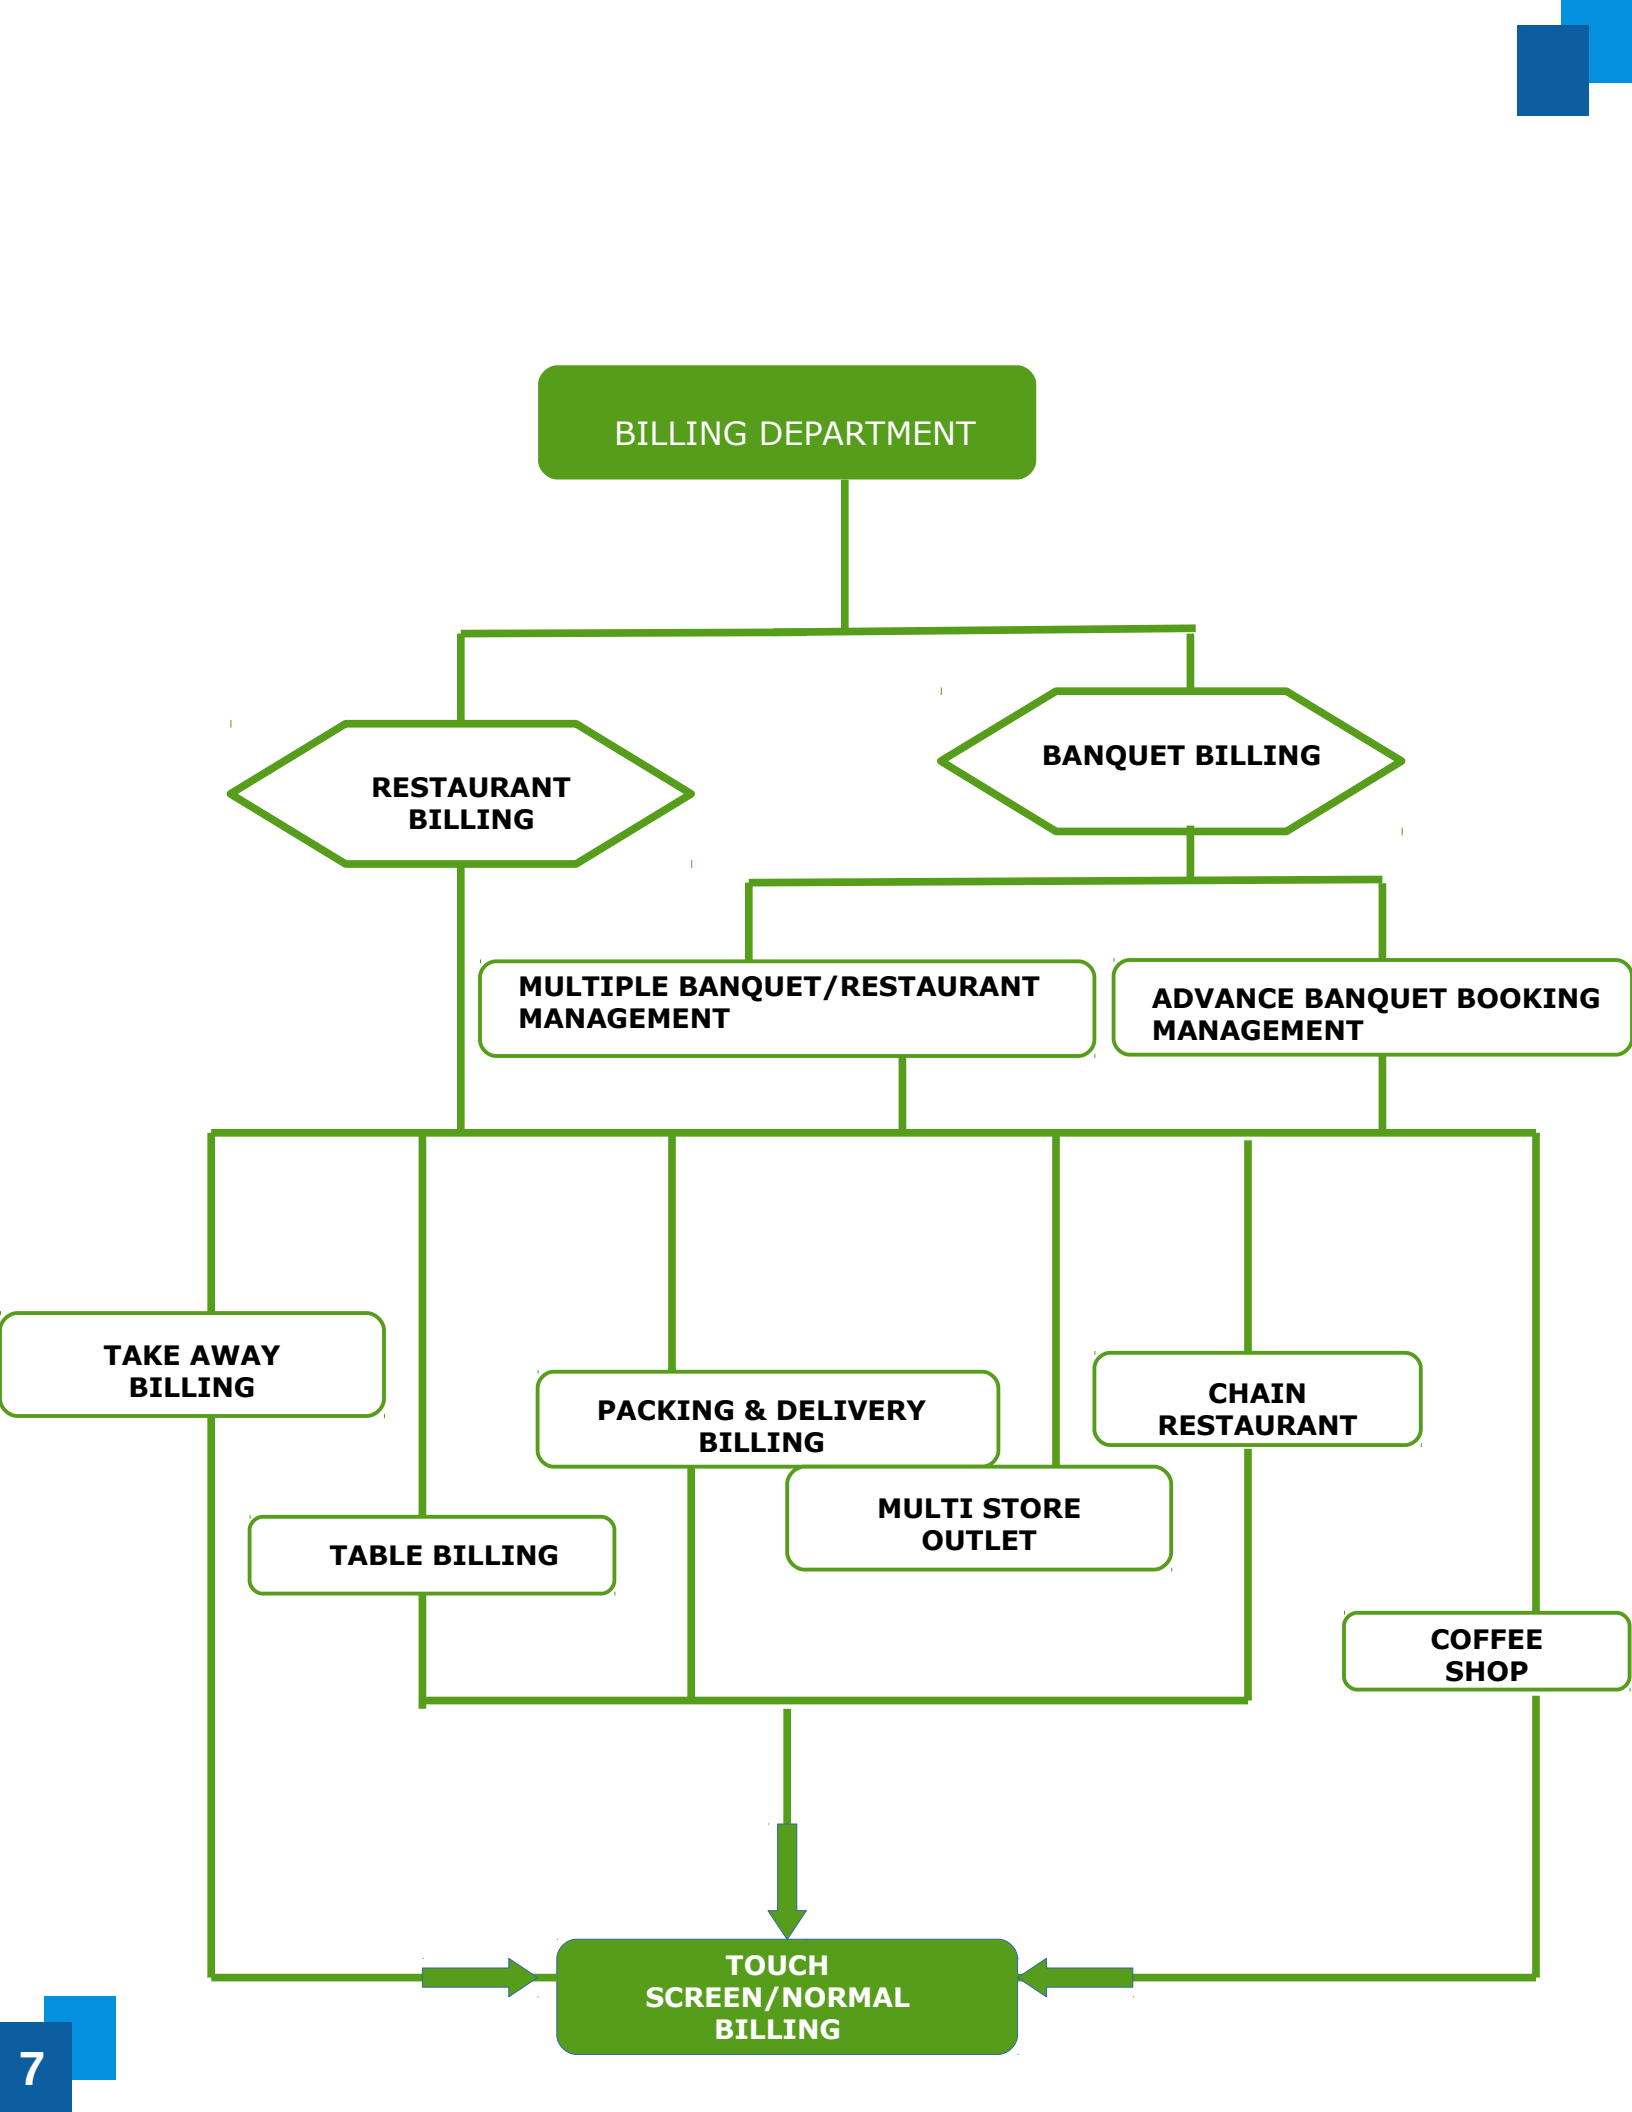 BILLING DEPARTMENT
BANQUET BILLING
RESTAURANT
BILLING
MULTIPLE BANQUET/RESTAURANT
MANAGEMENT
ADVANCE BANQUET BOOKING
MANAGEMENT
TAKE AWAY
BILLING
PACKING & DELIVERY
BILLING
CHAIN
RESTAURANT
MULTI STORE
OUTLET
TABLE BILLING
COFFEE
SHOP
TOUCH
SCREEN/NORMAL
BILLING
7